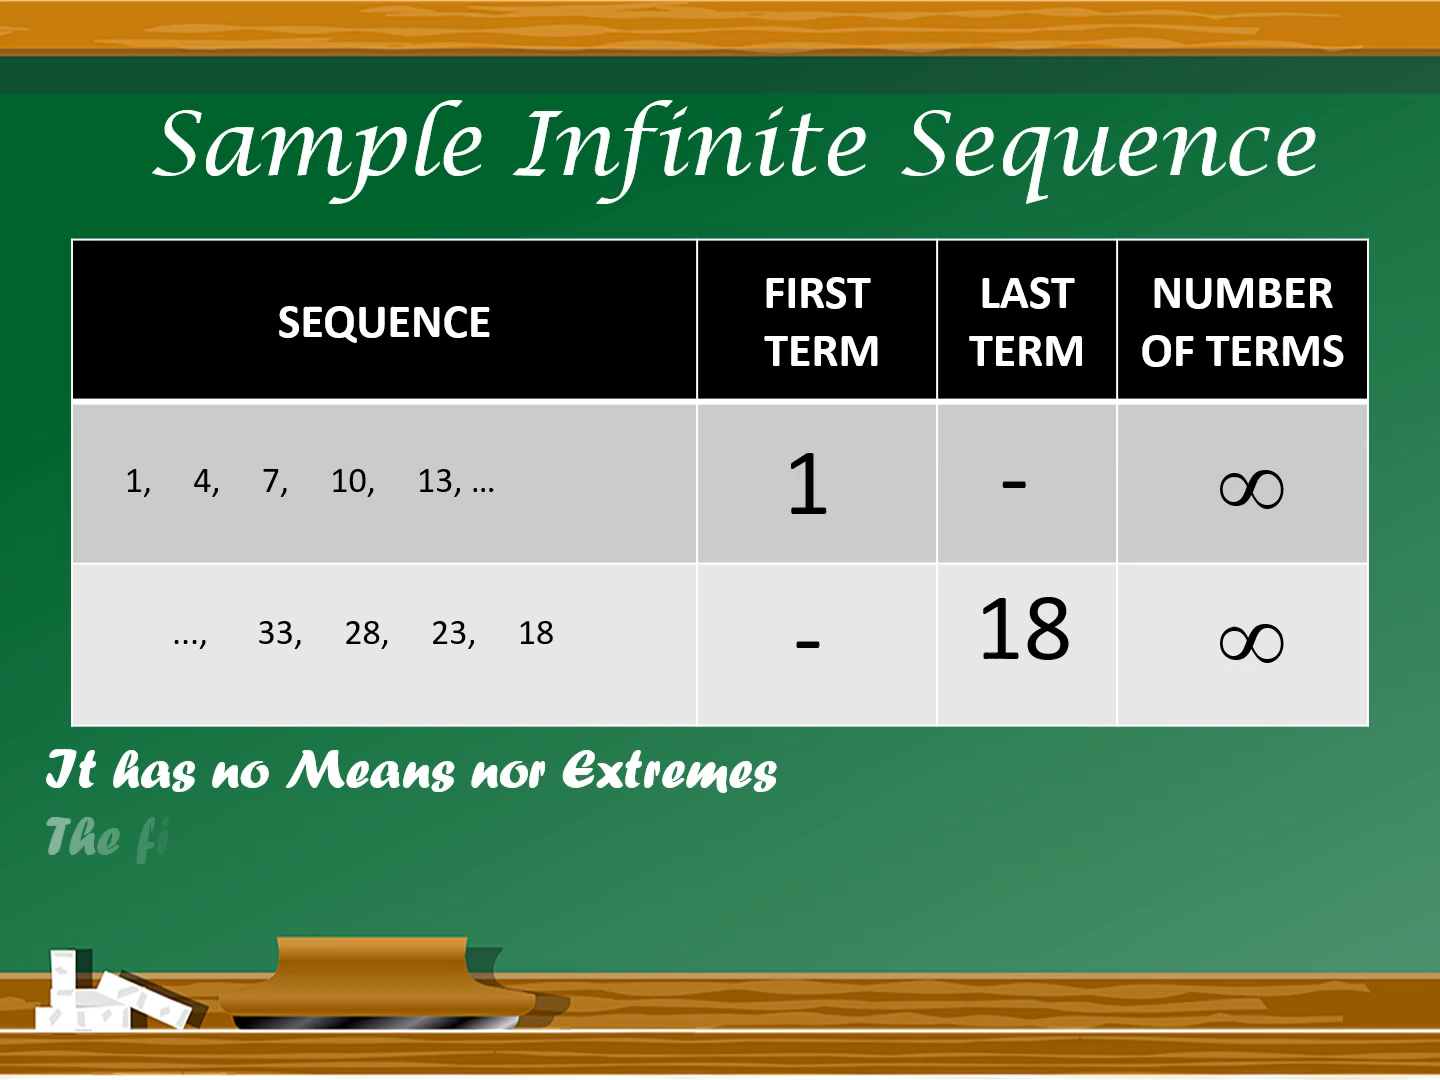 Sample Infinite Sequence
SEQUENCE
FIRST
TERM
LAST
TERM
NUMBER
OF TERMS
1, 4, 7, 10, 13, ...
1
-
∞
..., 33, 28, 23, 18
-
18
∞
It has no Means nor Extremes
The